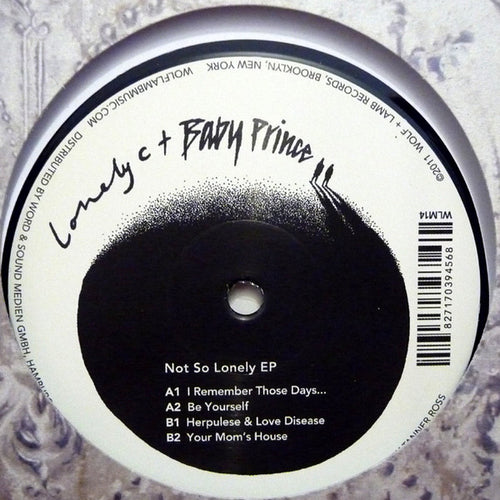 ©2011 WOLF + LAMB RECORDS, BROOKLYN, NEW YORK
WOLFLAMBMUSIC.COM
DISTRIBUTED BY WORD & SOUND MEDIEN GMBH,
Lonely C + Baby Prince
WLM14
827170394568
Not So Lonely EP
A1 I Remember Those Days...
A2 Be Yourself
B1 Herpulese & Love Disease
B2 Your Mom's House
TANNER ROSS